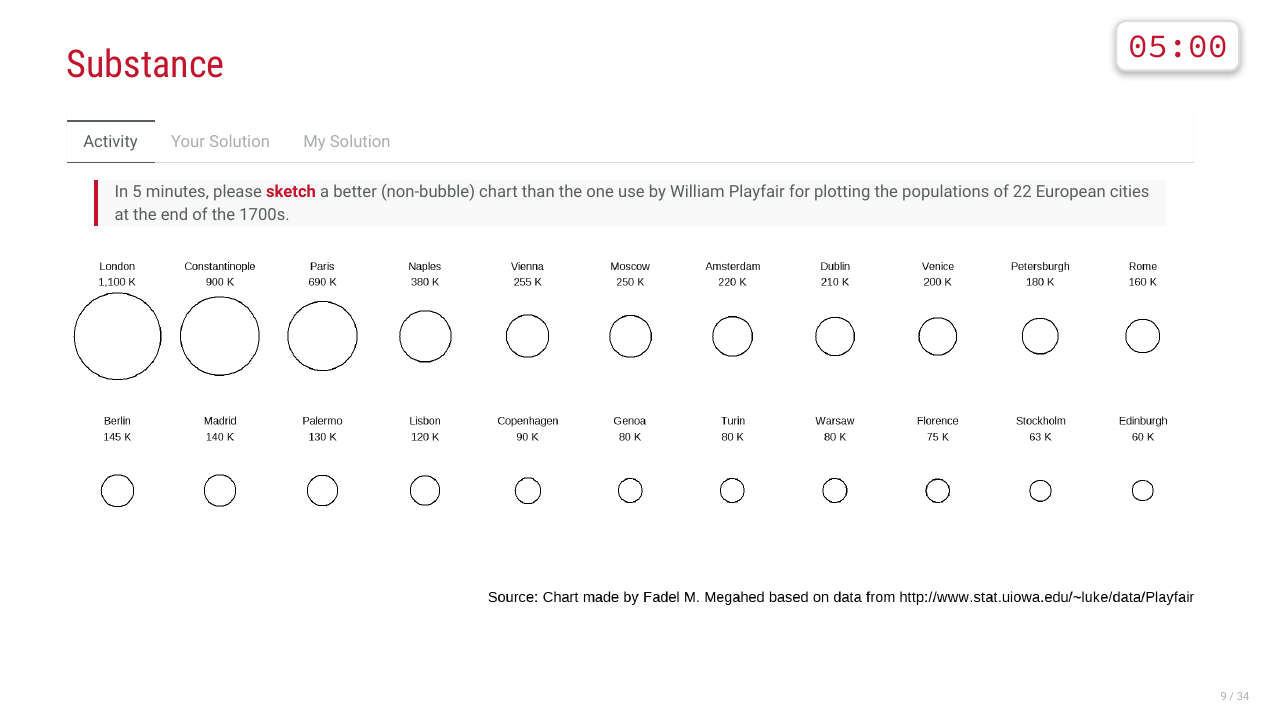 Substance
05:00
Activity
Your Solution
My Solution
In 5 minutes, please sketch a better (non-bubble) chart than the one use by William Playfair for plotting the populations of 22 European cities
at the end of the 1700s.
London Constantinople Paris Naples Vienna Moscow Amsterdam Dublin Venice Petersburgh Rome
1,100 K 900 K 690 K 380 K 255 K 250 K 220 K 210 K 200 K 180 K 160 K
Berlin Madrid Palermo Lisbon Copenhagen Genoa Turin Warsaw Florence Stockholm Edinburgh
145 K 140 K 130 K 120 K 90 K 80 K 80 K 80 K 75 K 63 K 60 K
Source: Chart made by Fadel M. Megahed based on data from http://www.stat.uiowa.edu/~luke/data/Playfair
9 / 34